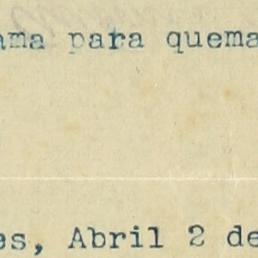 ama para quema
es, Abril 2 de